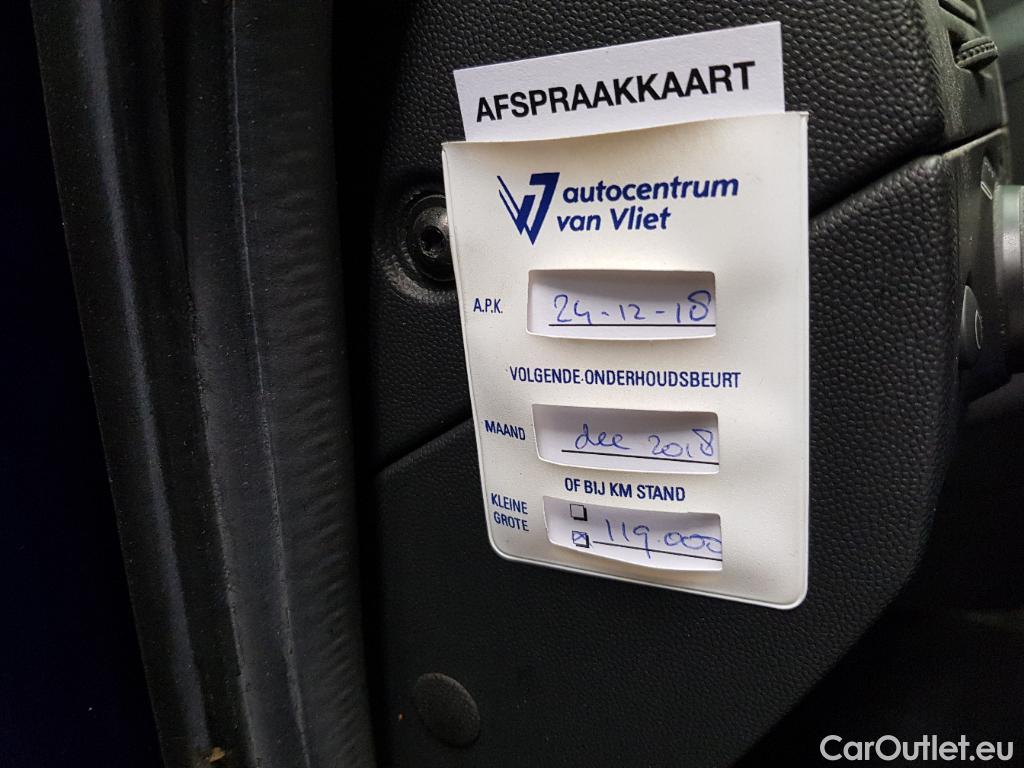 AFSPRAAKKAART
autocentrum
van Vliet
A.P.K. 24-12-18
VOLGENDE ONDERHOUDSBEURT
MAAND dec 2018
OF BIJ KM STAND
KLEINE
GROTE 119.000
CarOutlet.eu